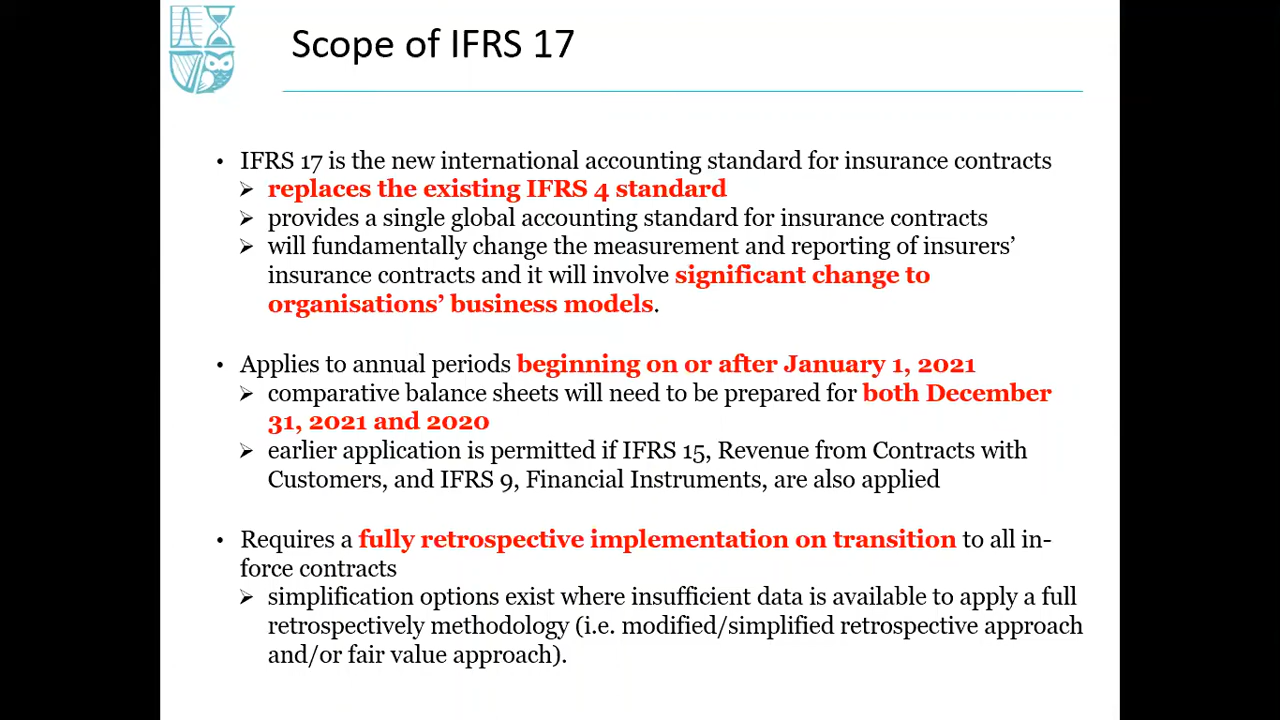 Scope of IFRS 17
• IFRS 17 is the new international accounting standard for insurance contracts
➢ replaces the existing IFRS 4 standard
➢ provides a single global accounting standard for insurance contracts
➢ will fundamentally change the measurement and reporting of insurers’
insurance contracts and it will involve significant change to
organisations’ business models.
• Applies to annual periods beginning on or after January 1, 2021
➢ comparative balance sheets will need to be prepared for both December
31, 2021 and 2020
➢ earlier application is permitted if IFRS 15, Revenue from Contracts with
Customers, and IFRS 9, Financial Instruments, are also applied
• Requires a fully retrospective implementation on transition to all in-
force contracts
➢ simplification options exist where insufficient data is available to apply a full
retrospectively methodology (i.e. modified/simplified retrospective approach
and/or fair value approach).